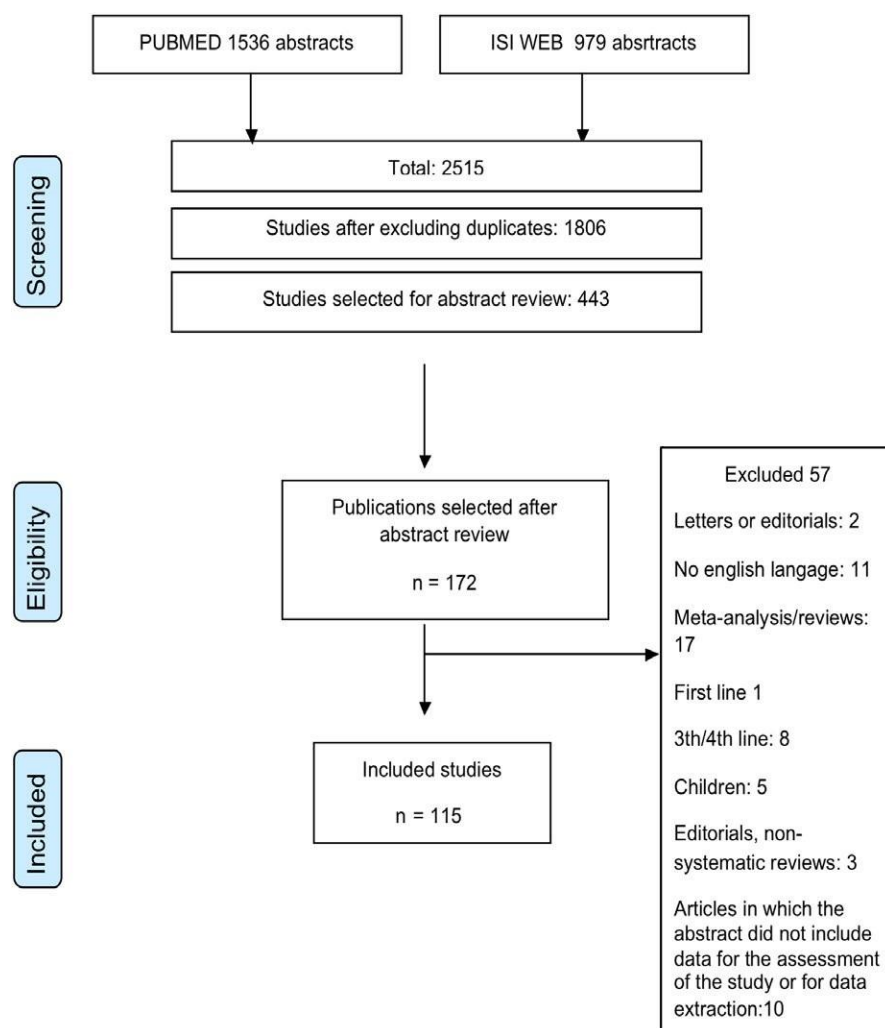 PUBMED 1536 abstracts
ISI WEB 979 absrtracts
Screening
Total: 2515
Studies after excluding duplicates: 1806
Studies selected for abstract review: 443
Eligibility
Publications selected after
abstract review
n = 172
Excluded 57
Letters or editorials: 2
No english langage: 11
Meta-analysis/reviews:
17
First line 1
3th/4th line: 8
Children: 5
Editorials, non-
systematic reviews: 3
Articles in which the
abstract did not include
data for the assessment
of the study or for data
extraction:10
Included
Included studies
n = 115